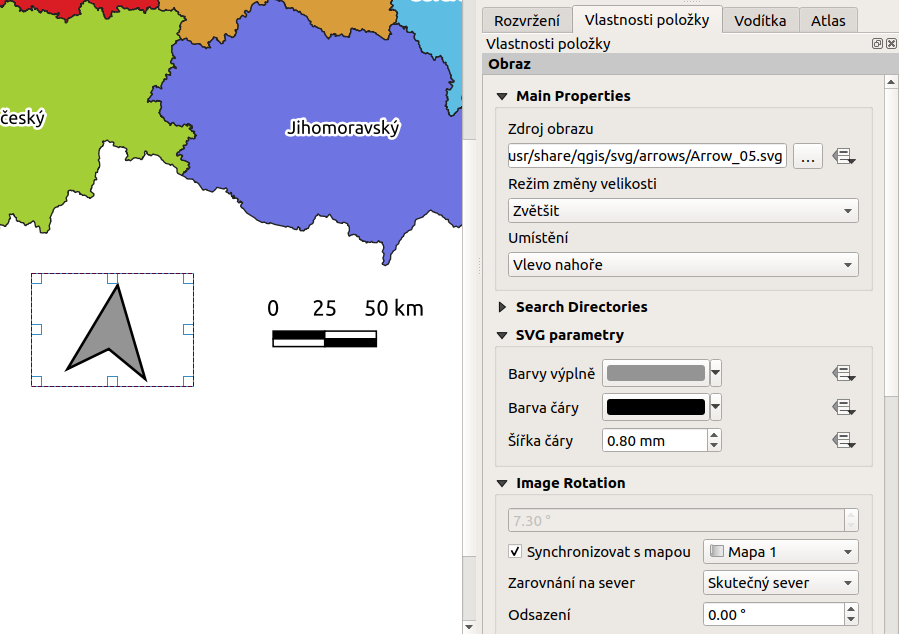 český
Jihomoravský
0 25 50 km
Rozvržení Vlastnosti položky Vodítka Atlas
Vlastnosti položky
Obraz
Main Properties
Zdroj obrazu
usr/share/qgis/svg/arrows/Arrow_05.svg ...
Režim změny velikosti
Zvětšit
Umístění
Vlevo nahoře
Search Directories
SVG parametry
Barvy výplně
Barva čáry
Šířka čáry 0.80 mm
Image Rotation
7.30 °
Synchronizovat s mapou Mapa 1
Zarovnání na sever Skutečný sever
Odsazení 0.00 °